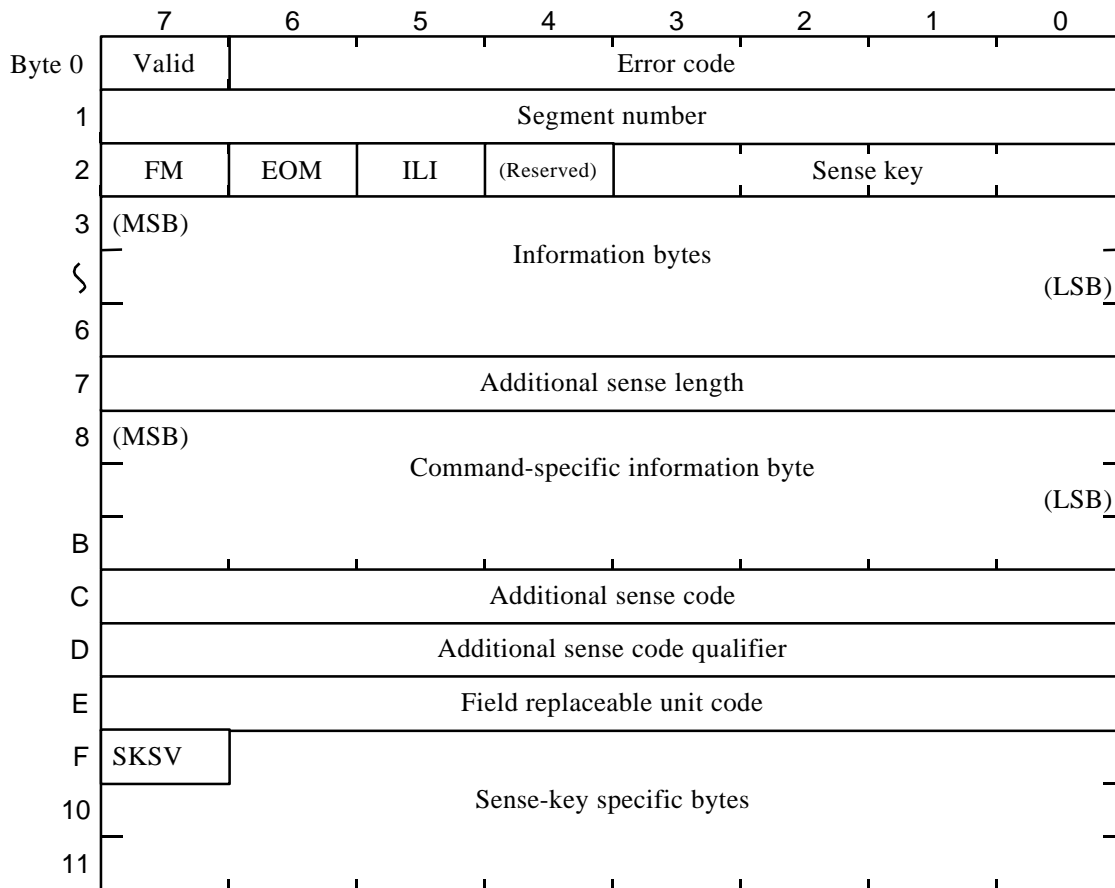 7 6 5 4 3 2 1 0
Byte 0 Valid Error code
1 Segment number
2 FM EOM ILI (Reserved) Sense key
3 (MSB)
Information bytes
(LSB)
6
7 Additional sense length
8 (MSB)
Command-specific information byte
(LSB)
B
C Additional sense code
D Additional sense code qualifier
E Field replaceable unit code
F SKSV
Sense-key specific bytes
10
11